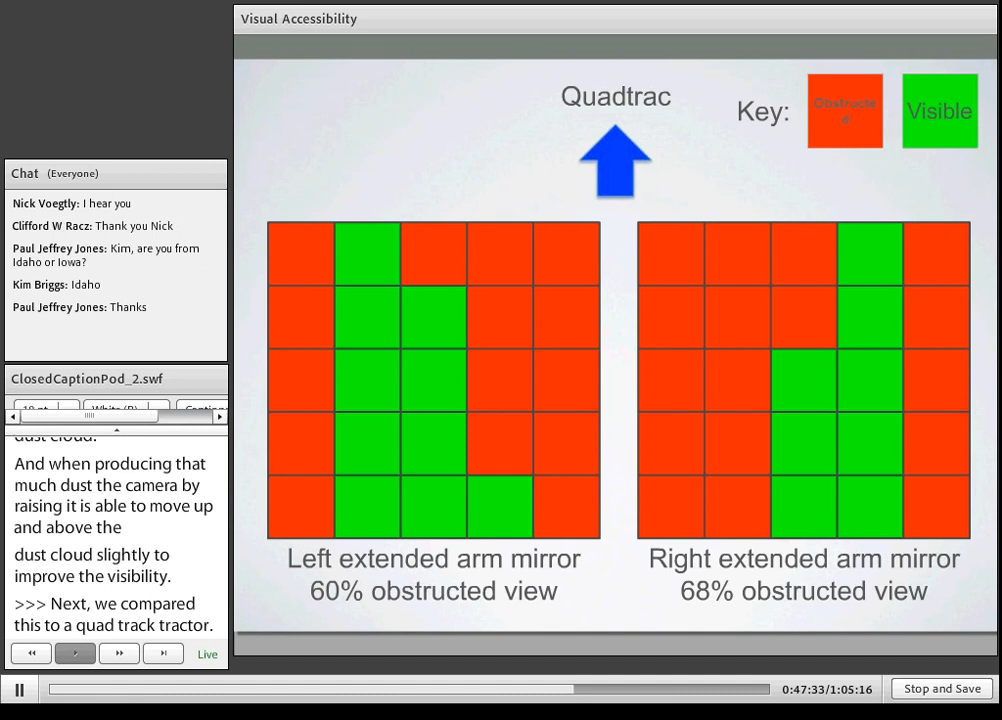 Visual Accessibility
Quadtrac
Key:
Obstructe
d
Visible
Left extended arm mirror
60% obstructed view
Right extended arm mirror
68% obstructed view
Chat (Everyone)
Nick Voegtly: I hear you
Clifford W Racz: Thank you Nick
Paul Jeffrey Jones: Kim, are you from
Idaho or Iowa?
Kim Briggs: Idaho
Paul Jeffrey Jones: Thanks
ClosedCaptionPod_2.swf
dust cloud.
And when producing that
much dust the camera by
raising it is able to move up
and above the
dust cloud slightly to
improve the visibility.
>>> Next, we compared
this to a quad track tractor.
Live
0:47:33/1:05:16
Stop and Save